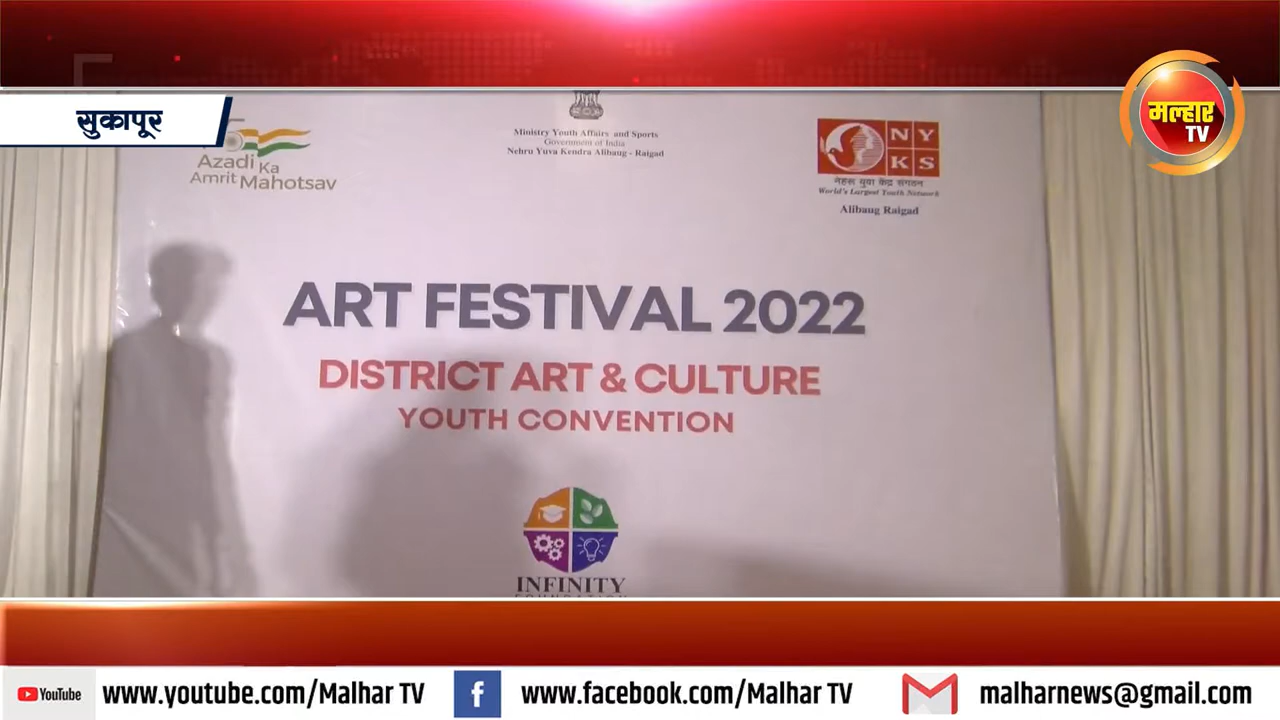 सुकापूर
मल्हार
TV
Azadi Ka
Amrit Mahotsav
Ministry Youth Affairs and Sports
Government of India
Nehru Yuva Kendra Alibaug - Raigad
NY
KS
नेहरू युवा केंद्र संगठन
World's Largest Youth Network
Alibaug Raigad
ART FESTIVAL 2022
DISTRICT ART & CULTURE
YOUTH CONVENTION
INFINITY
YouTube
www.youtube.com/Malhar TV
www.facebook.com/Malhar TV
malharnews@gmail.com